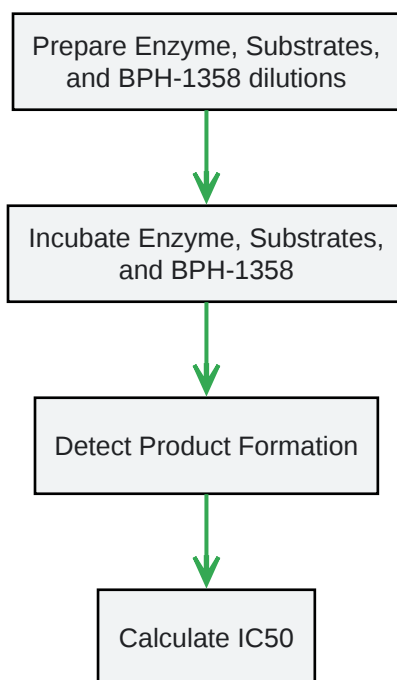 Prepare Enzyme, Substrates,
and BPH-1358 dilutions
Incubate Enzyme, Substrates,
and BPH-1358
Detect Product Formation
Calculate IC50